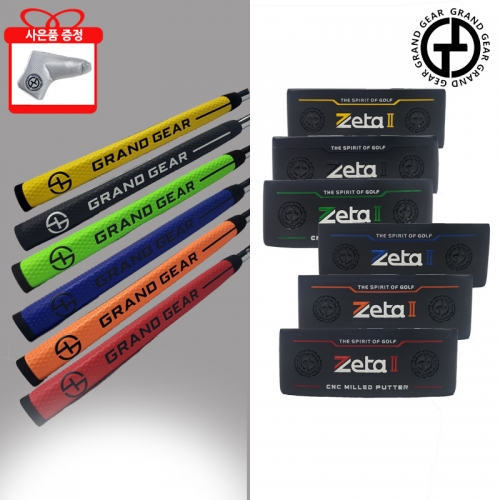 사은품 증정
GRAND GEAR
GRAND GEAR
GRAND GEAR
GRAND GEAR
GRAND GEAR
GRAND GEAR
GRAND GEAR GRAND GEAR GRAND GEAR
THE SPIRIT OF GOLF
Zeta II
THE SPIRIT OF GOLF
Zeta II
THE SPIRIT OF GOLF
Zeta II
THE SPIRIT OF GOLF
Zeta II
THE SPIRIT OF GOLF
Zeta II
THE SPIRIT OF GOLF
Zeta II
CNC MILLED PUTTER